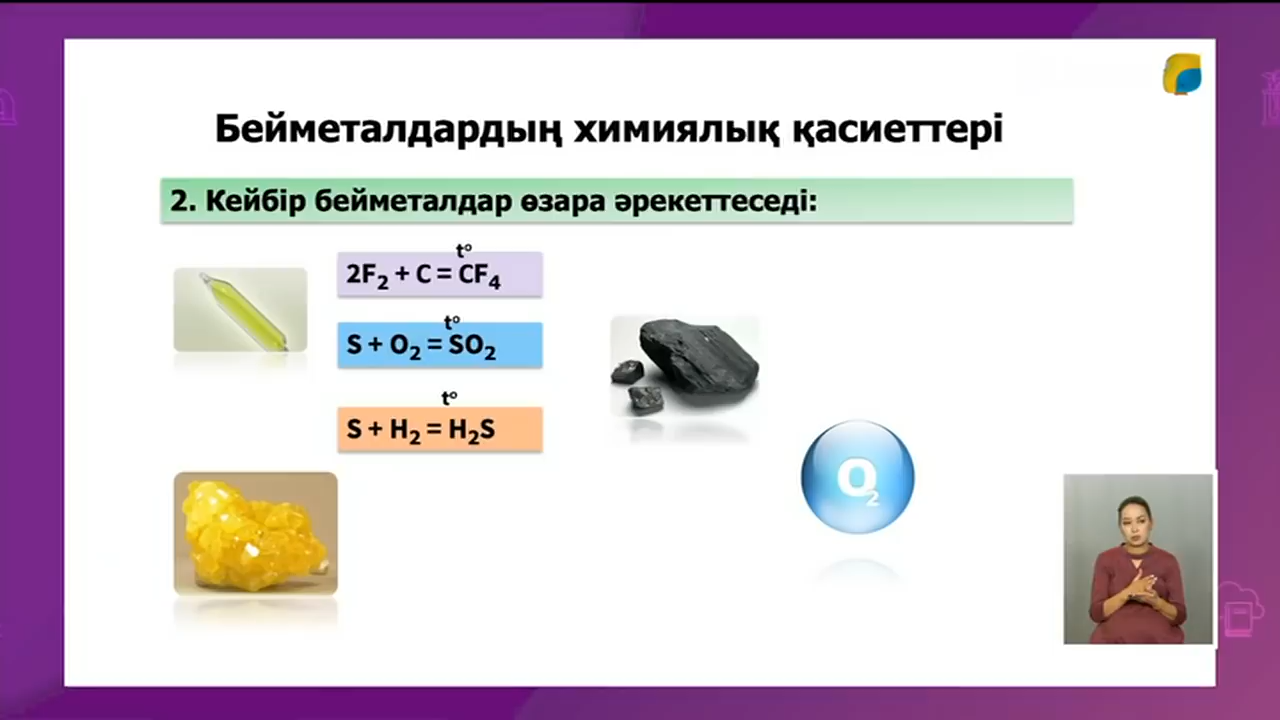 Бейметалдардың химиялық қасиеттері
2. Кейбір бейметалдар өзара әрекеттеседі:
t°
2F₂ + C = CF₄
t°
S + O₂ = SO₂
t°
S + H₂ = H₂S
O₂